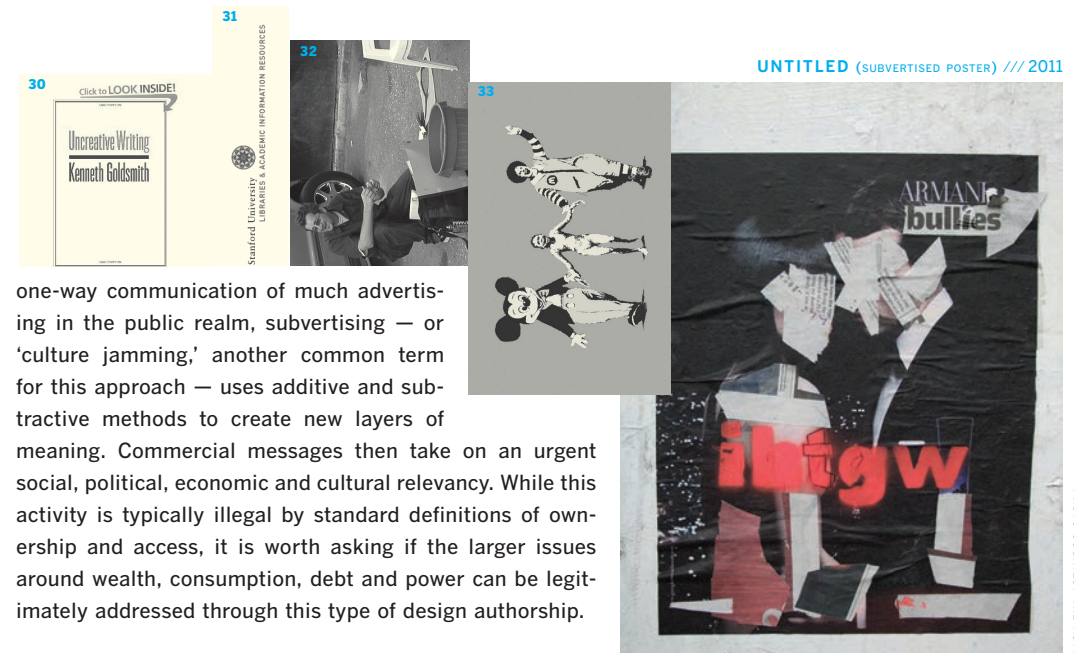 30
Click to LOOK INSIDE!
Uncreative Writing
Kenneth Goldsmith
31
Stanford University
LIBRARIES & ACADEMIC INFORMATION RESOURCES
32
33
UNTITLED (SUBVERTISED POSTER) /// 2011
ARMANI
bullies
ibtgw
one-way communication of much advertis-
ing in the public realm, subvertising — or
‘culture jamming,’ another common term
for this approach — uses additive and sub-
tractive methods to create new layers of
meaning. Commercial messages then take on an urgent
social, political, economic and cultural relevancy. While this
activity is typically illegal by standard definitions of own-
ership and access, it is worth asking if the larger issues
around wealth, consumption, debt and power can be legit-
imately addressed through this type of design authorship.